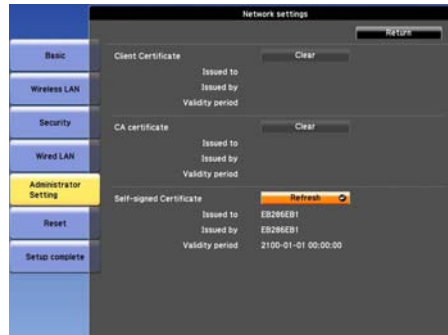 Network settings
Return
Basic
Wireless LAN
Security
Wired LAN
Administrator Setting
Reset
Setup complete
Client Certificate Clear
Issued to
Issued by
Validity period
CA certificate Clear
Issued to
Issued by
Validity period
Self-signed Certificate Refresh
Issued to EB286EB1
Issued by EB286EB1
Validity period 2100-01-01 00:00:00